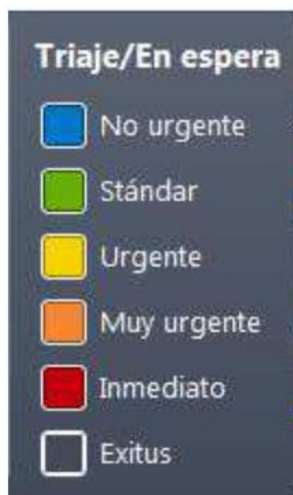 Triaje/En espera
No urgente
Stándar
Urgente
Muy urgente
Inmediato
Exitus